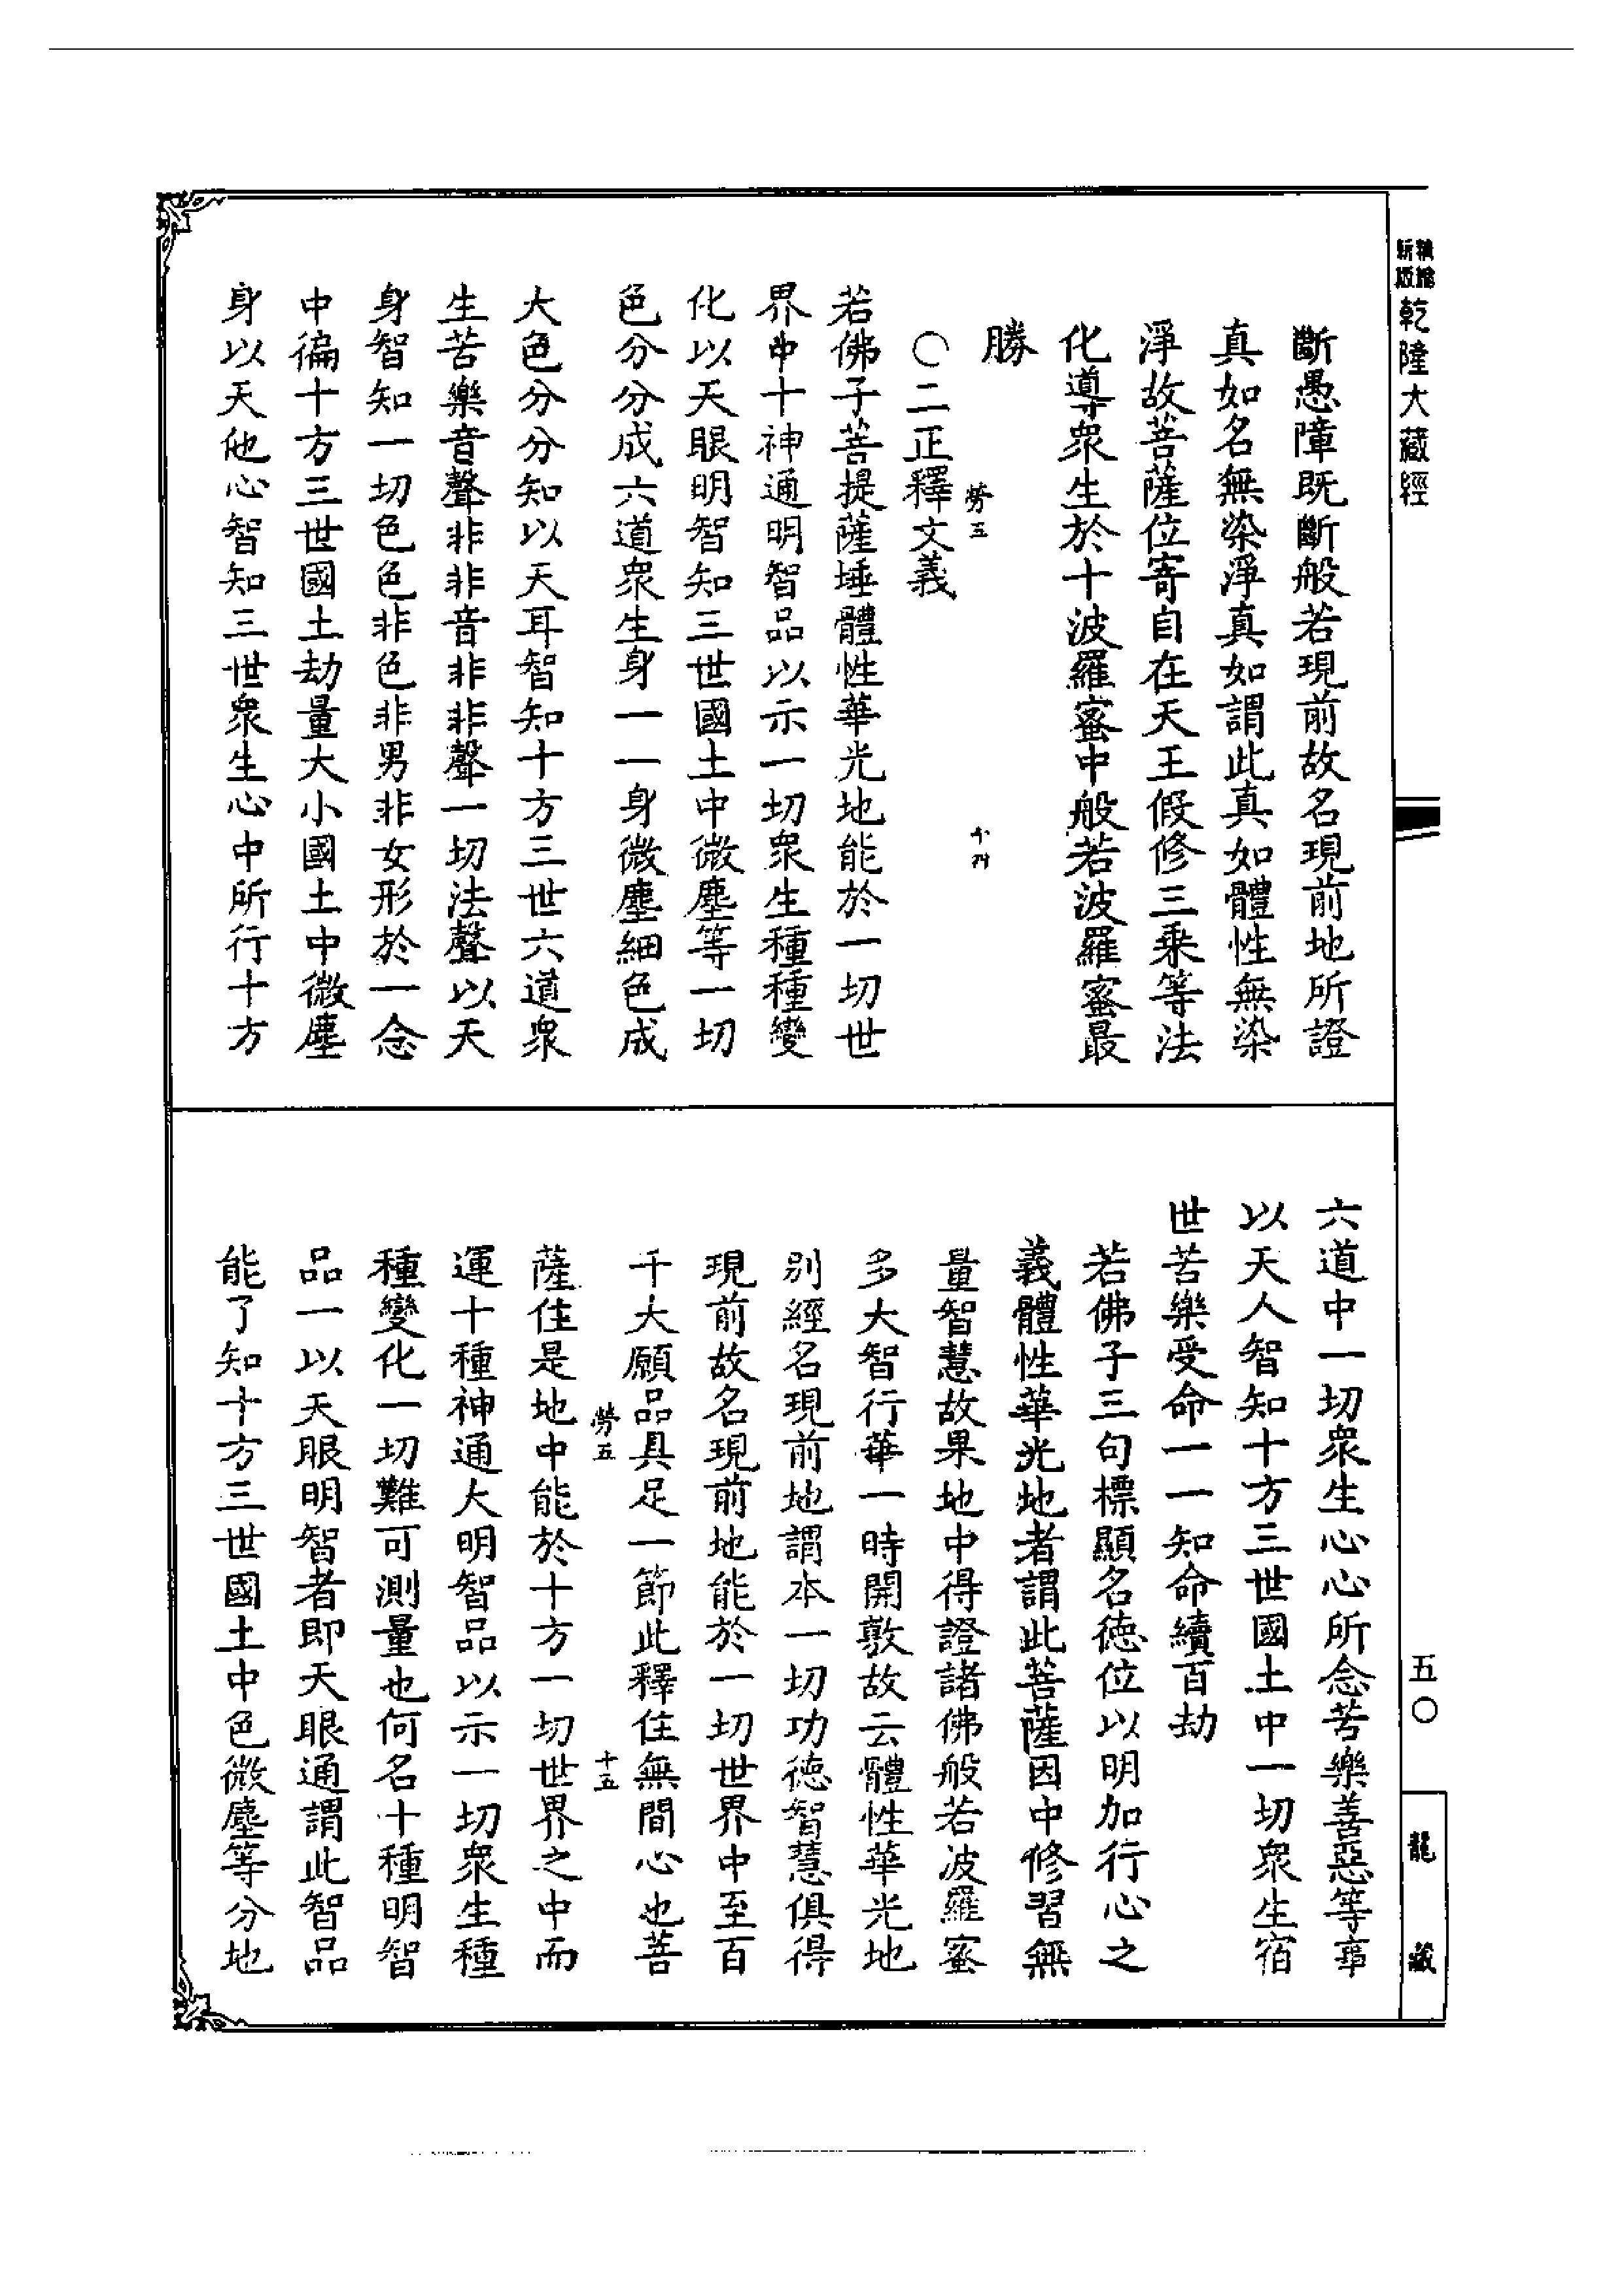 精縮新版乾隆大藏經
斷愚障既斷般若現前故名現前地所證
真如名無染淨真如謂此真如體性無染
淨故菩薩位寄自在天王假修三乘等法
化導衆生於十波羅蜜中般若波羅蜜最
勝
勞五
〇二正釋文義
若佛子菩提薩埵體性華光地能於一切世
界中十神通明智品以示一切衆生種種變
化以天眼明智知三世國土中微塵等一切
色分分成六道衆生身一一身微塵細色成
大色分分知以天耳智知十方三世六道衆
生苦樂音聲非非音非非聲一切法聲以天
身智知一切色色非色非男非女形於一念
中徧十方三世國土劫量大小國土中微塵
身以天他心智知三世衆生心中所行十方
六道中一切衆生心心所念苦樂善惡等事
以天人智知十方三世國土中一切衆生宿
世苦樂受命一一知命續百劫
若佛子三句標顯名德位以明加行心之
義體性華光地者謂此菩薩因中修習無
量智慧故果地中得證諸佛般若波羅蜜
多大智行華一時開敷故云體性華光地
別經名現前地謂本一切功德智慧俱得
現前故名現前地能於一切世界中至百
千大願品具足一節此釋住無間心也菩
勞五 十五
薩住是地中能於十方一切世界之中而
運十種神通大明智品以示一切衆生種
種變化一切難可測量也何名十種明智
品一以天眼明智者即天眼通謂此智品
能了知十方三世國土中色微塵等分地
五〇
龍藏